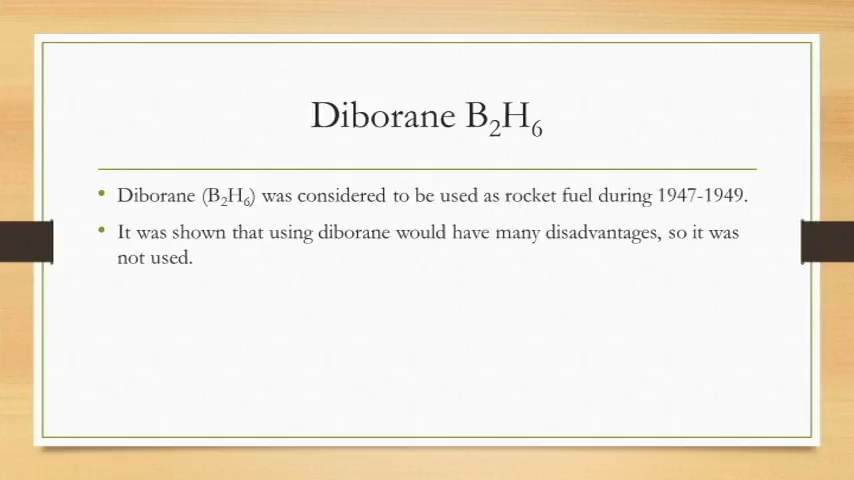 Diborane B₂H₆
• Diborane (B₂H₆) was considered to be used as rocket fuel during 1947-1949.
• It was shown that using diborane would have many disadvantages, so it was
not used.